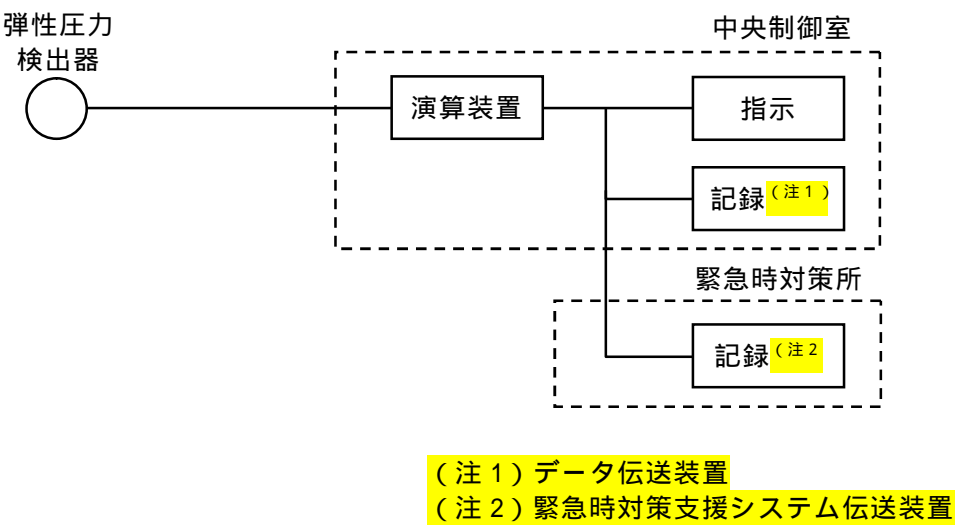 弾性圧力
検出器
中央制御室
演算装置
指示
記録(注1)
緊急時対策所
記録(注2
(注1)データ伝送装置
(注2)緊急時対策支援システム伝送装置